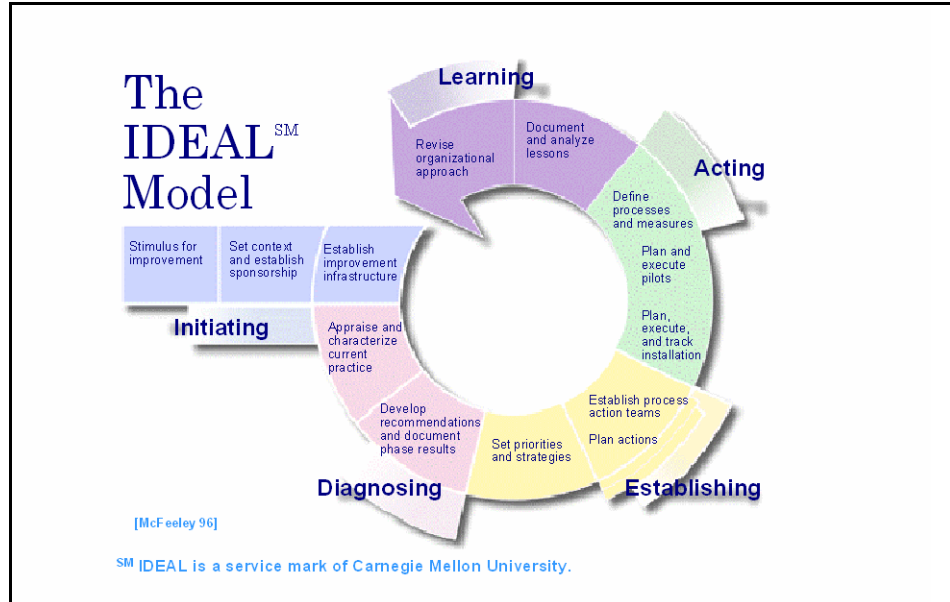 The
IDEAL℠
Model
Learning
Revise
organizational
approach
Document
and analyze
lessons
Acting
Define
processes
and measures
Plan and
execute
pilots
Plan,
execute,
and track
installation
Stimulus for
improvement
Set context
and establish
sponsorship
Establish
improvement
infrastructure
Initiating
Appraise and
characterize
current
practice
Develop
recommendations
and document
phase results
Diagnosing
Set priorities
and strategies
Establish process
action teams
Plan actions
Establishing
[McFeeley 96]
SM IDEAL is a service mark of Carnegie Mellon University.